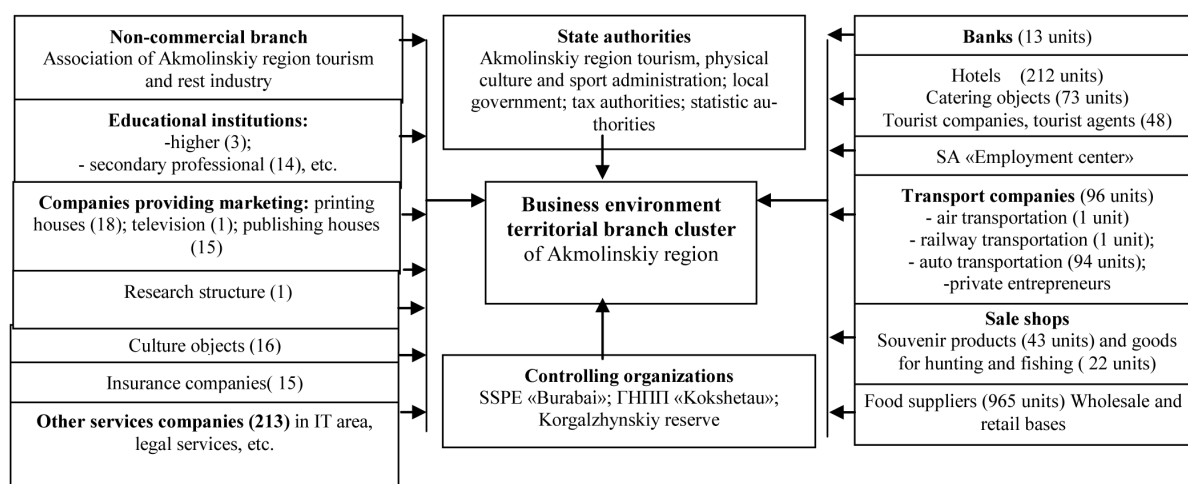 Non-commercial branch
Association of Akmolinskiy region tourism
and rest industry
Educational institutions:
-higher (3);
- secondary professional (14), etc.
Companies providing marketing: printing
houses (18); television (1); publishing houses
(15)
Research structure (1)
Culture objects (16)
Insurance companies( 15)
Other services companies (213) in IT area,
legal services, etc.
State authorities
Akmolinskiy region tourism, physical
culture and sport administration; local
government; tax authorities; statistic au-
thorities
Business environment
territorial branch cluster
of Akmolinskiy region
Controlling organizations
SSPE «Burabai»; ГНПП «Kokshetau»;
Korgalzhynskiy reserve
Banks (13 units)
Hotels (212 units)
Catering objects (73 units)
Tourist companies, tourist agents (48)
SA «Employment center»
Transport companies (96 units)
- air transportation (1 unit)
- railway transportation (1 unit);
- auto transportation (94 units);
-private entrepreneurs
Sale shops
Souvenir products (43 units) and goods
for hunting and fishing ( 22 units)
Food suppliers (965 units) Wholesale and
retail bases